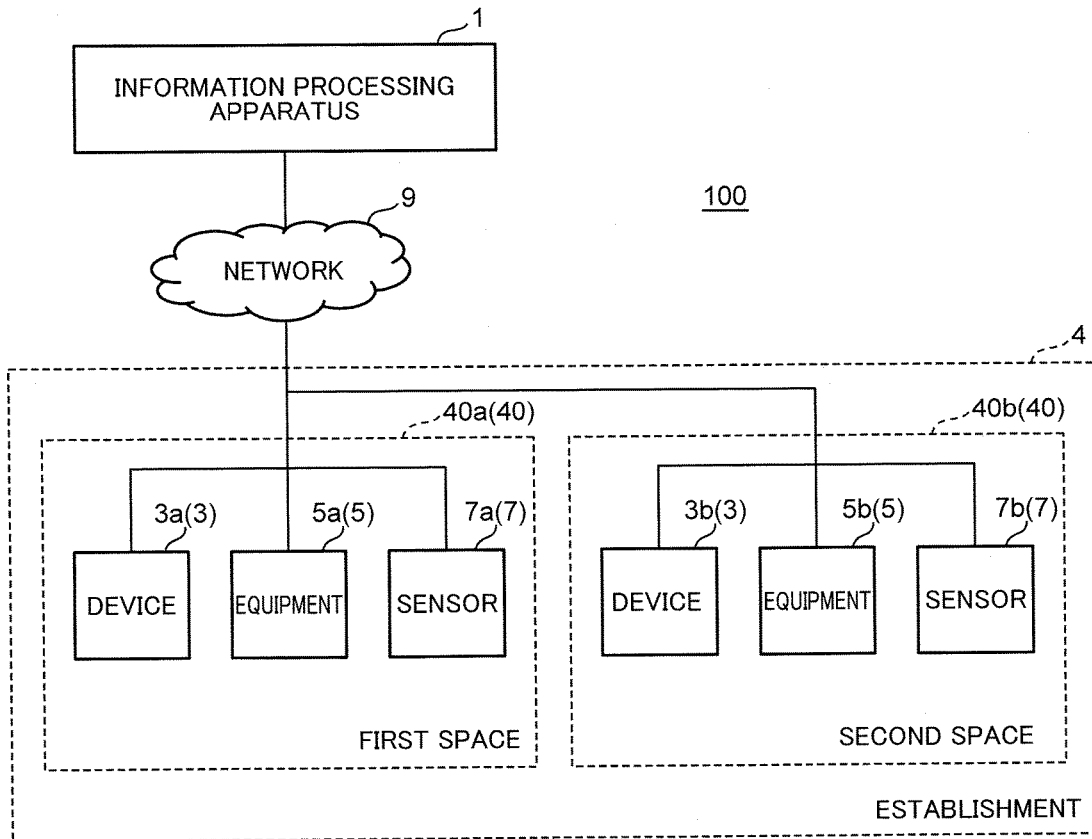 1
INFORMATION PROCESSING
APPARATUS
9
100
NETWORK
4
40a(40)
40b(40)
3a(3)
5a(5)
7a(7)
3b(3)
5b(5)
7b(7)
DEVICE
EQUIPMENT
SENSOR
DEVICE
EQUIPMENT
SENSOR
FIRST SPACE
SECOND SPACE
ESTABLISHMENT